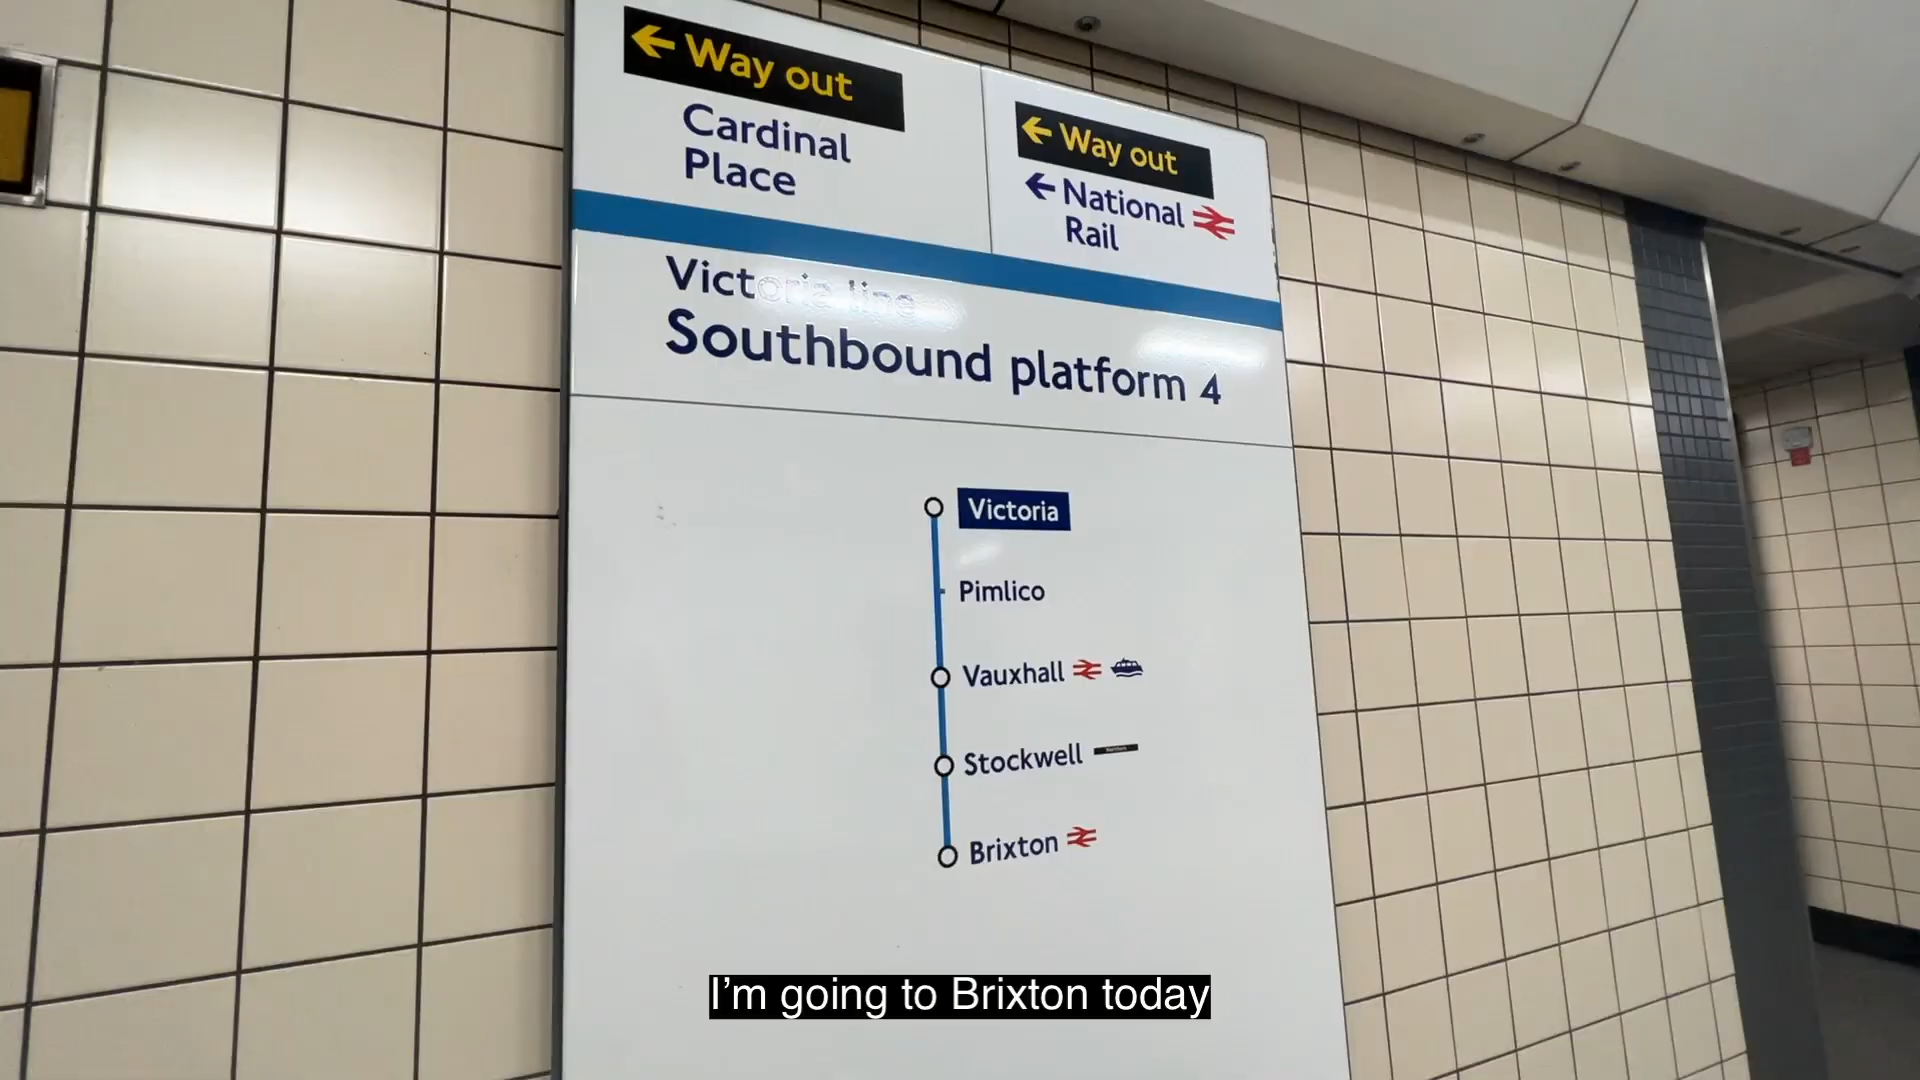 ← Way out
Cardinal
Place
← Way out
← National
Rail
Victoria line
Southbound platform 4
Victoria
Pimlico
Vauxhall
Stockwell
Brixton
I'm going to Brixton today